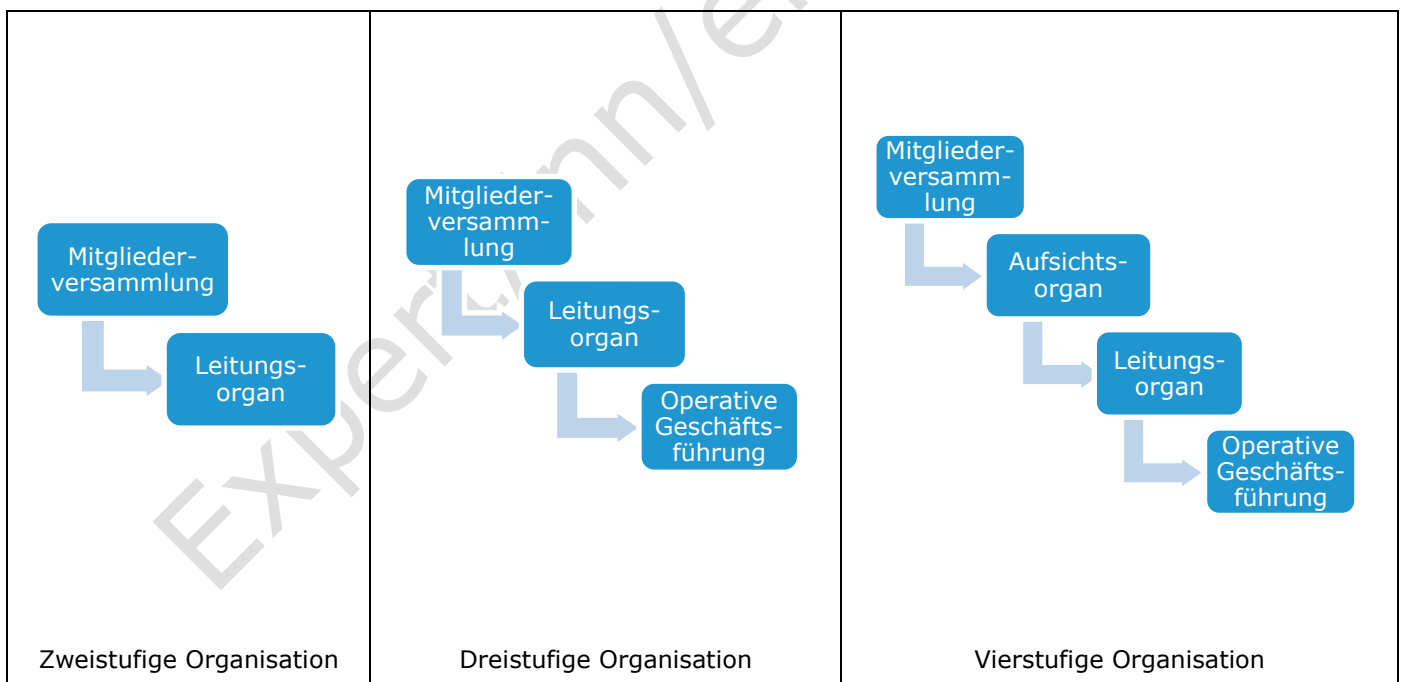 Mitglieder-
versammlung
Leitungs-
organ
Zweistufige Organisation
Mitglieder-
versamm-
lung
Leitungs-
organ
Operative
Geschäfts-
führung
Dreistufige Organisation
Mitglieder-
versamm-
lung
Aufsichts-
organ
Leitungs-
organ
Operative
Geschäfts-
führung
Vierstufige Organisation